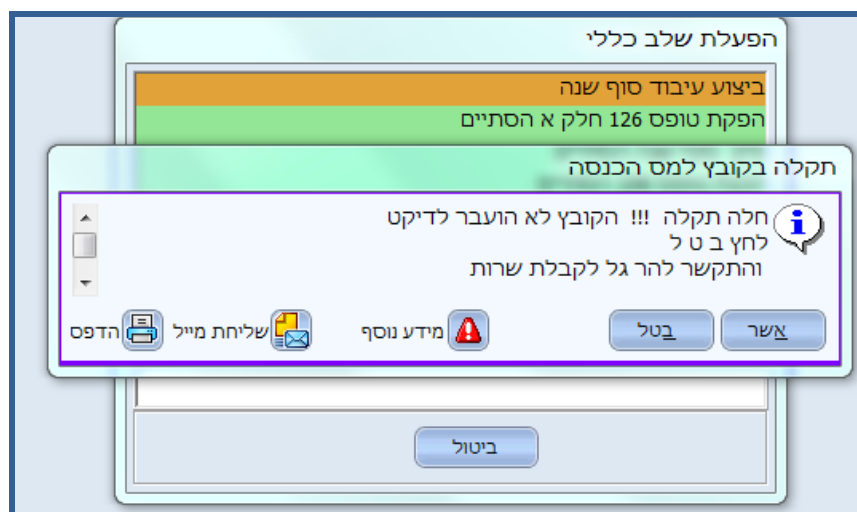 הפעלת שלב כללי
ביצוע עיבוד סוף שנה
הפקת טופס 126 חלק א הסתיים
תקלה בקובץ למס הכנסה
חלה תקלה !!! הקובץ לא הועבר לדיקט
לחץ ב ט ל
והתקשר להר גל לקבלת שרות
אשר
בטל
מידע נוסף
שליחת מייל
הדפס
ביטול